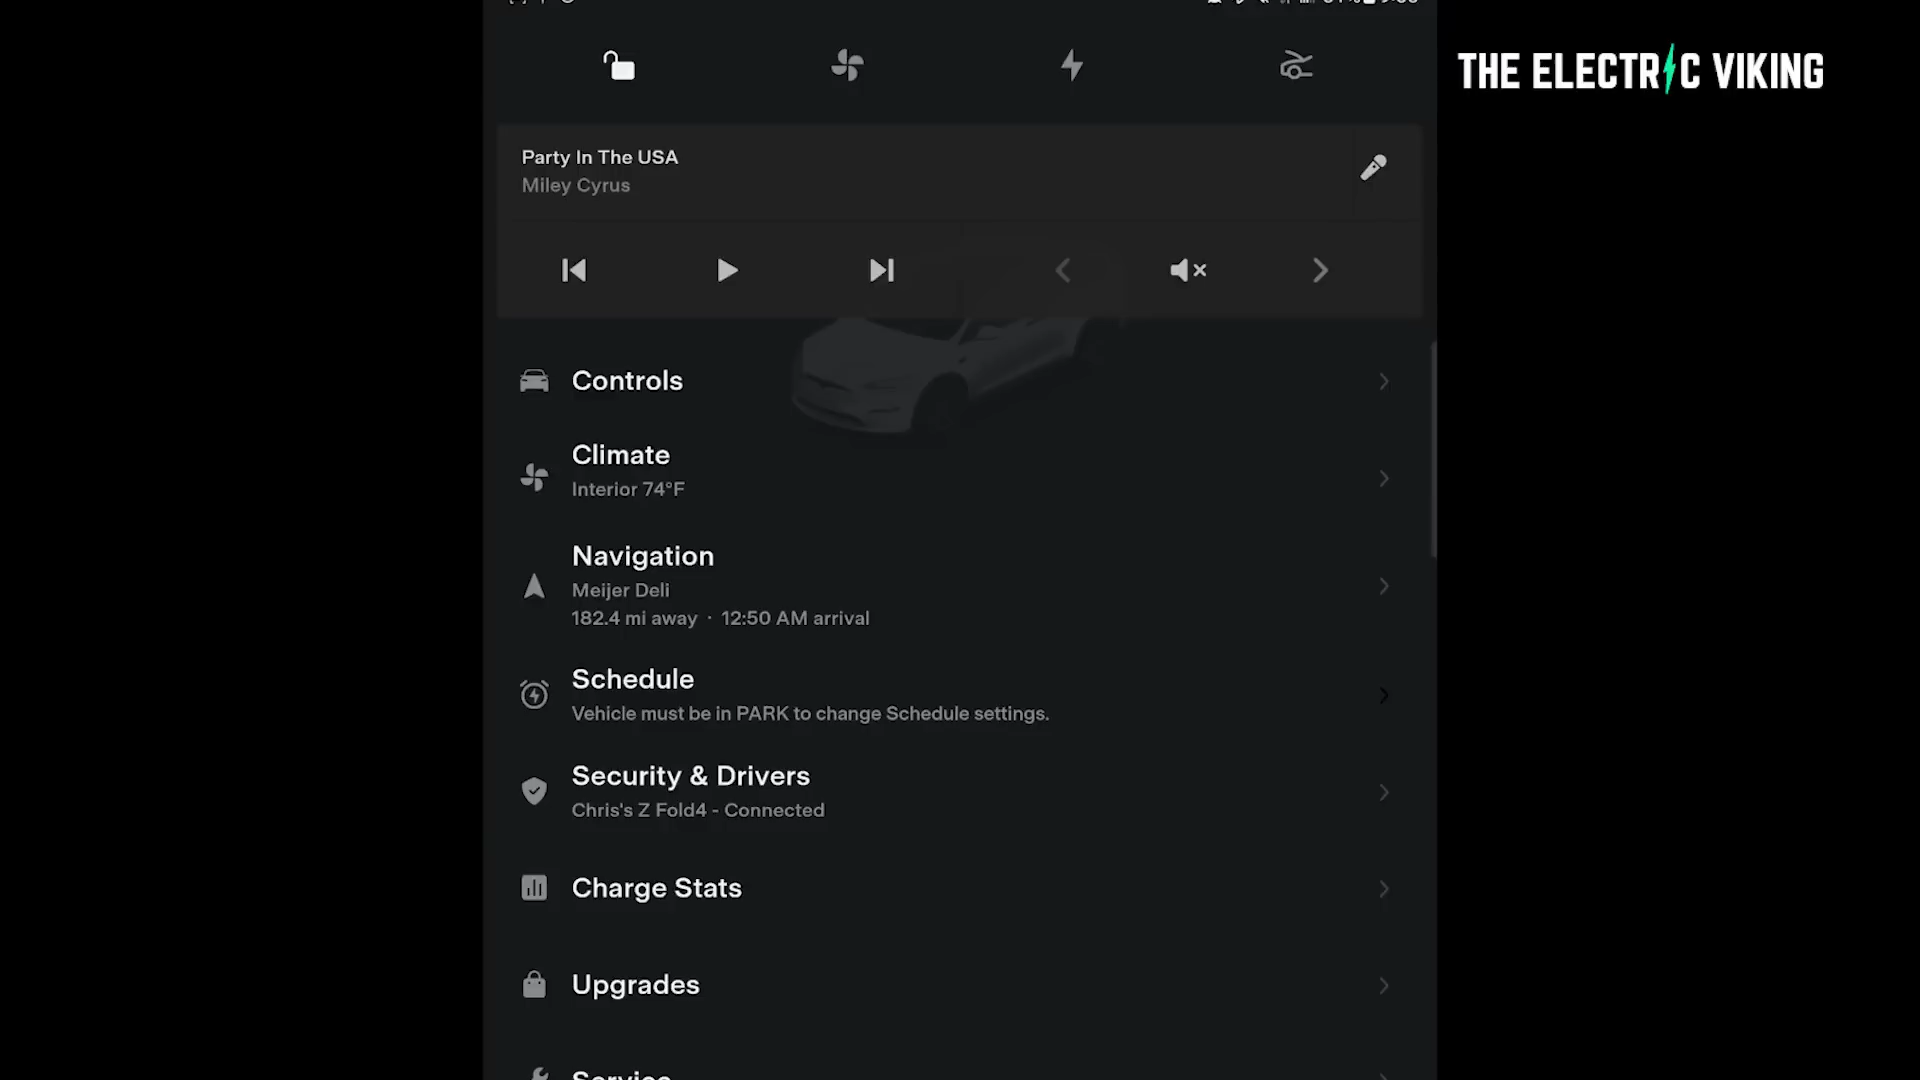 THE ELECTRIC VIKING
Party In The USA
Miley Cyrus
Controls
Climate
Interior 74°F
Navigation
Meijer Deli
182.4 mi away · 12:50 AM arrival
Schedule
Vehicle must be in PARK to change Schedule settings.
Security & Drivers
Chris's Z Fold4 - Connected
Charge Stats
Upgrades
Service